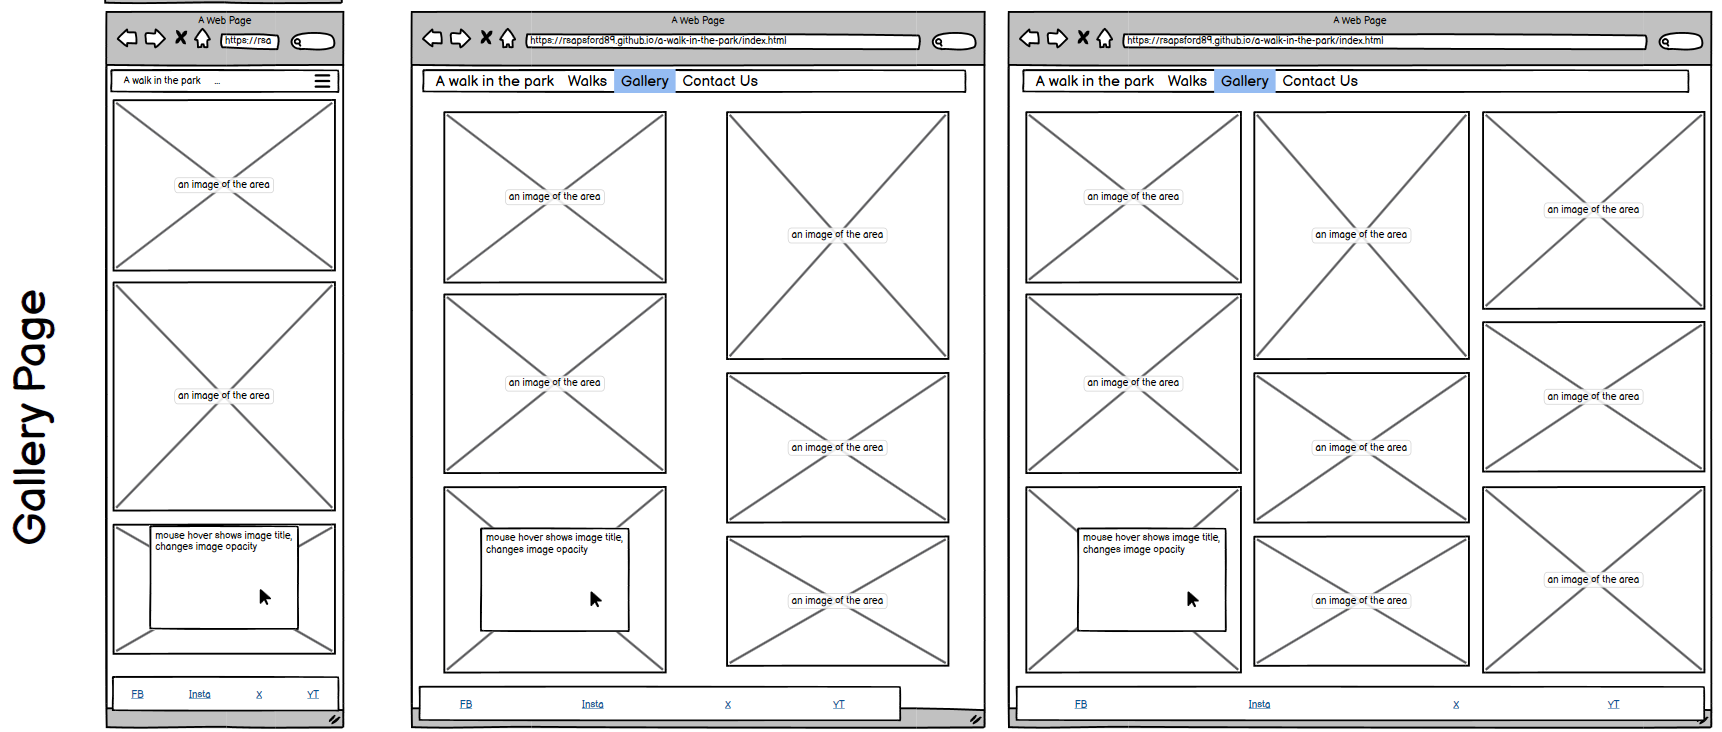 Gallery Page
A Web Page
https://rsa
A walk in the park ...
an image of the area
an image of the area
mouse hover shows image title,
changes image opacity
FB Insta X YT
A Web Page
https://rsapsford89.github.io/a-walk-in-the-park/index.html
A walk in the park Walks Gallery Contact Us
an image of the area
an image of the area
an image of the area
an image of the area
an image of the area
mouse hover shows image title,
changes image opacity
FB Insta X YT
A Web Page
https://rsapsford89.github.io/a-walk-in-the-park/index.html
A walk in the park Walks Gallery Contact Us
an image of the area
an image of the area
an image of the area
an image of the area
an image of the area
an image of the area
mouse hover shows image title,
changes image opacity
an image of the area
an image of the area
FB Insta X YT